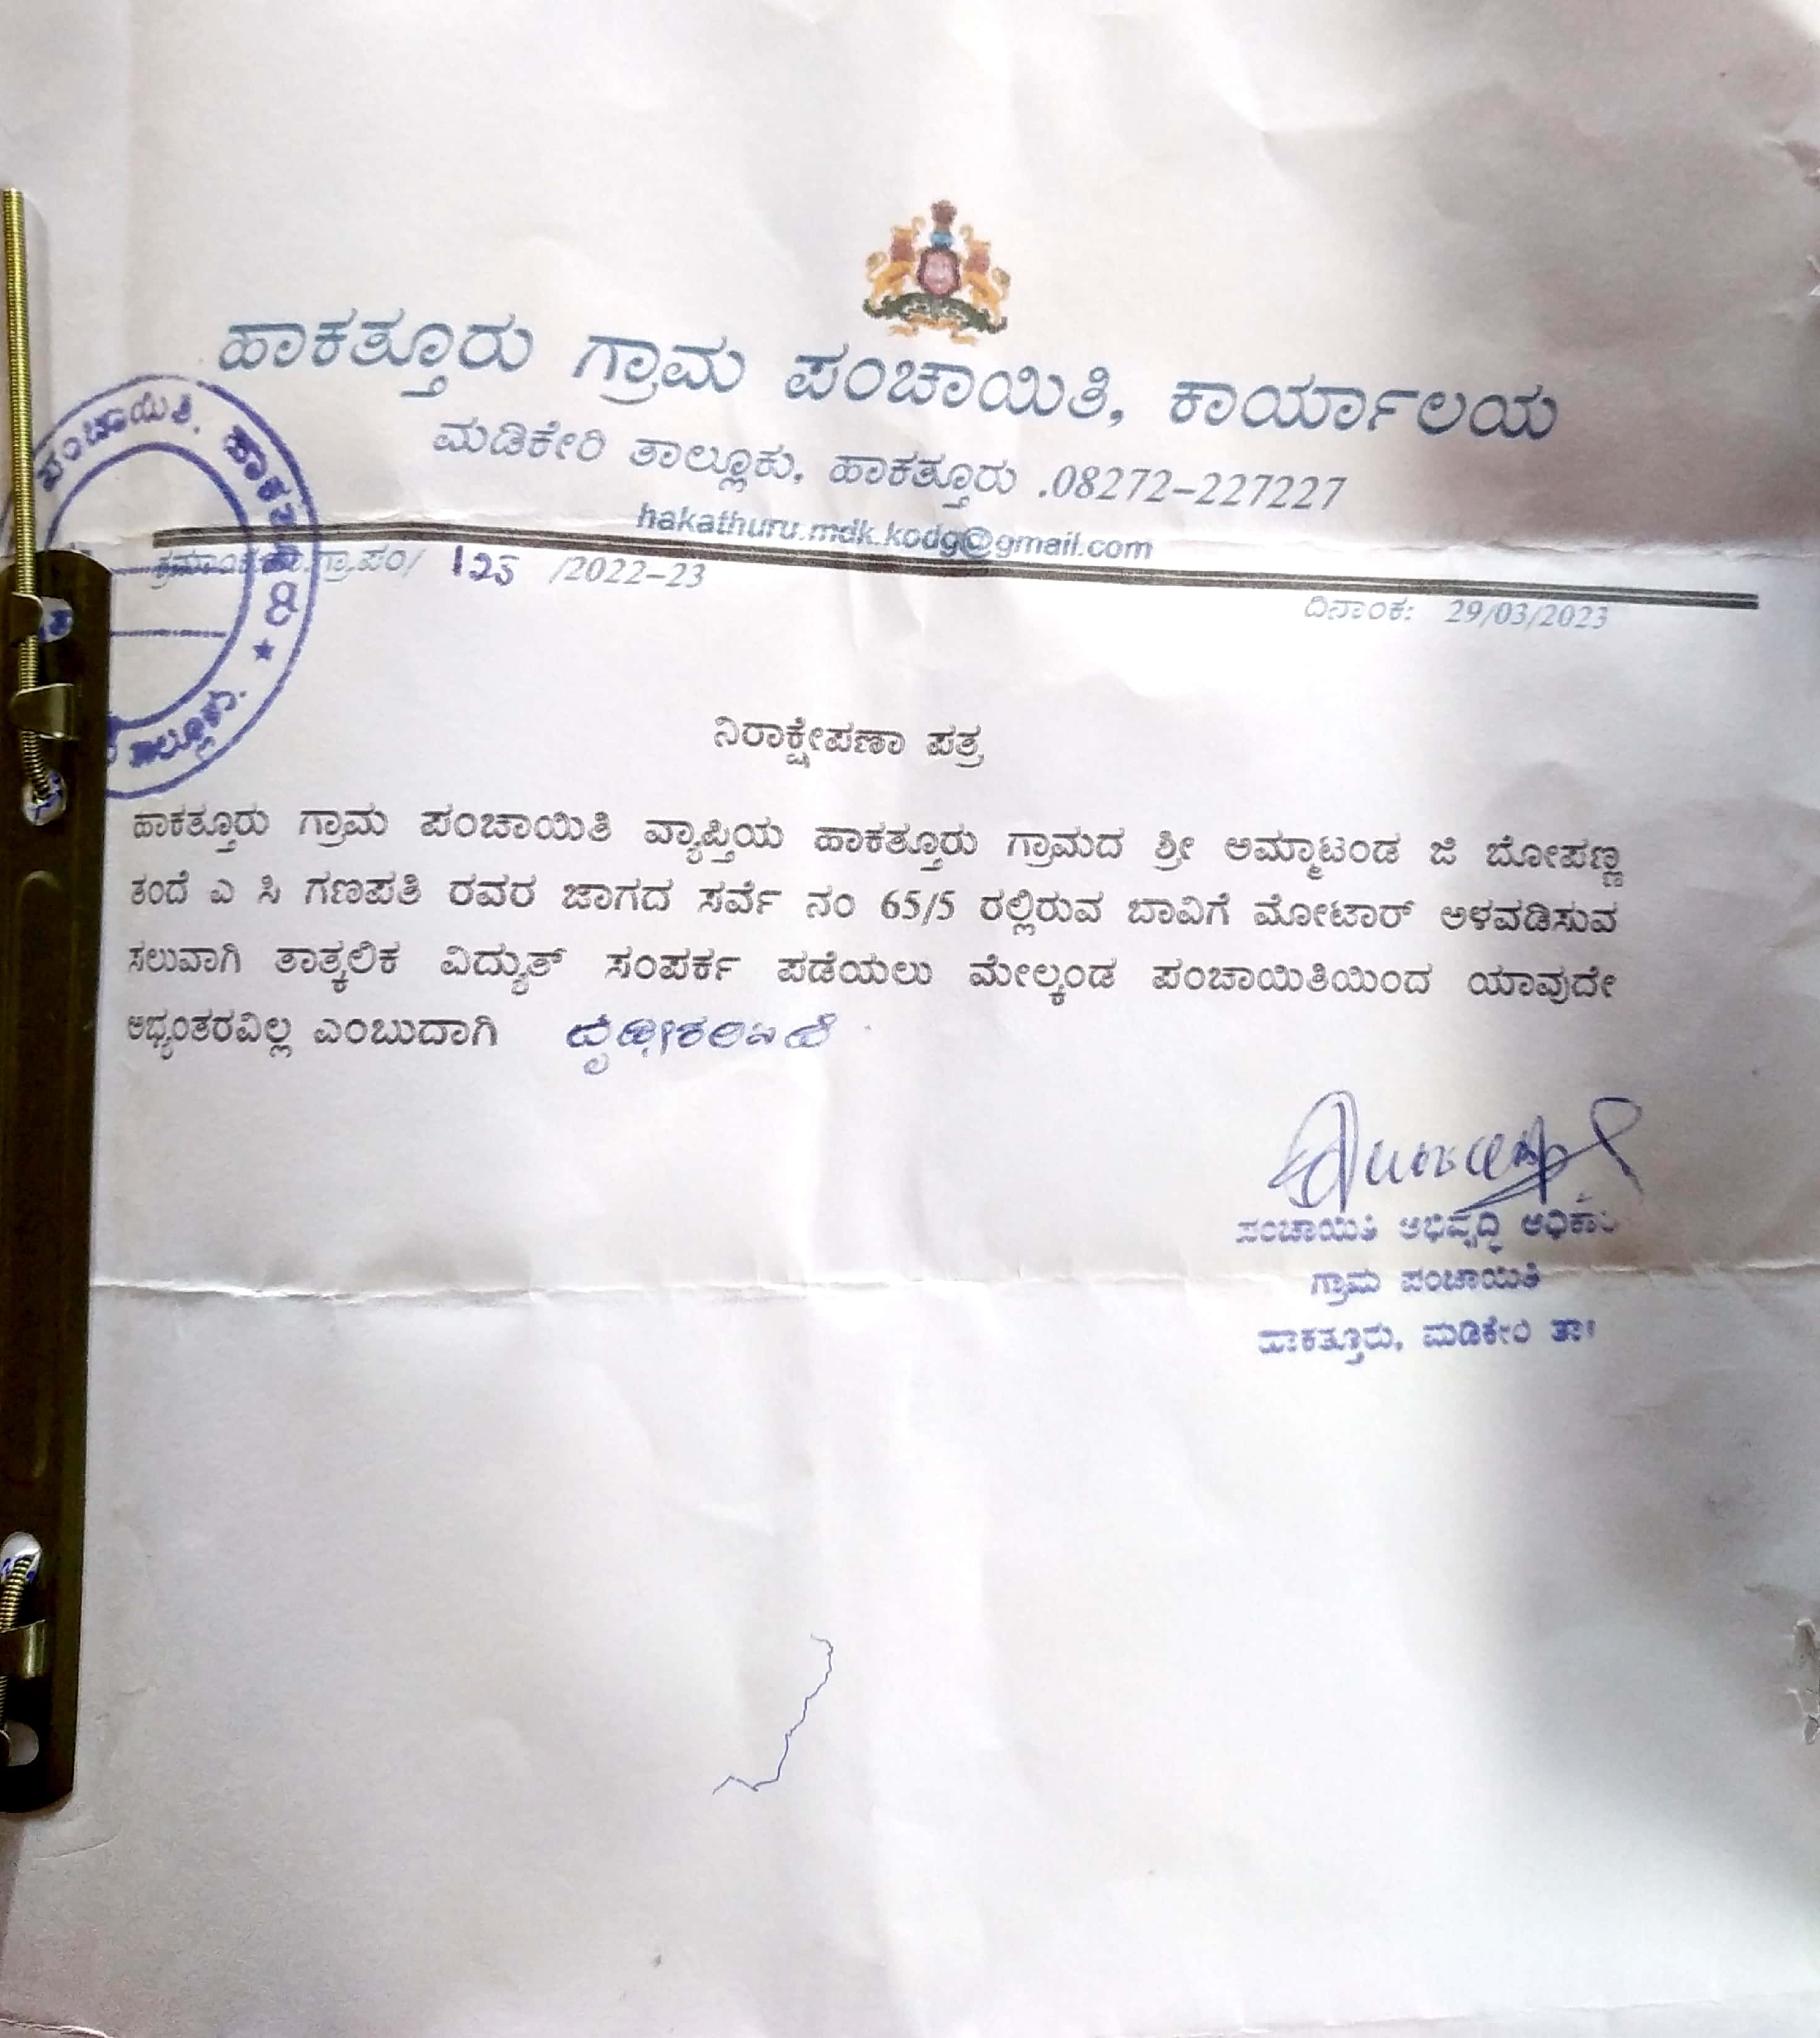 ಹಾಕತ್ತೂರು ಗ್ರಾಮ ಪಂಚಾಯಿತಿ, ಕಾರ್ಯಾಲಯ
ಮಡಿಕೇರಿ ತಾಲ್ಲೂಕು, ಹಾಕತ್ತೂರು .08272-227227
hakathuru.mdk.kodg@gmail.com
ಗ್ರಾ.ಪಂ/ 125 /2022-23
ದಿನಾಂಕ: 29/03/2023
ಪಂಚಾಯಿತಿ.
ನಿರಾಕ್ಷೇಪಣಾ ಪತ್ರ
ಹಾಕತ್ತೂರು ಗ್ರಾಮ ಪಂಚಾಯಿತಿ ವ್ಯಾಪ್ತಿಯ ಹಾಕತ್ತೂರು ಗ್ರಾಮದ ಶ್ರೀ ಅಮ್ಮಾಟಂಡ ಜಿ ಬೋಪಣ್ಣ
ತಂದೆ ಎ ಸಿ ಗಣಪತಿ ರವರ ಜಾಗದ ಸರ್ವೆ ನಂ 65/5 ರಲ್ಲಿರುವ ಬಾವಿಗೆ ಮೋಟಾರ್ ಅಳವಡಿಸುವ
ಸಲುವಾಗಿ ತಾತ್ಕಲಿಕ ವಿದ್ಯುತ್ ಸಂಪರ್ಕ ಪಡೆಯಲು ಮೇಲ್ಕಂಡ ಪಂಚಾಯಿತಿಯಿಂದ ಯಾವುದೇ
ಅಭ್ಯಂತರವಿಲ್ಲ ಎಂಬುದಾಗಿ ದೃಢೀಕರಿಸಿದೆ
ಪಂಚಾಯಿತಿ ಅಭಿವೃದ್ಧಿ ಅಧಿಕಾರಿ
ಗ್ರಾಮ ಪಂಚಾಯಿತಿ
ಹಾಕತ್ತೂರು, ಮಡಿಕೇರಿ ತಾ॥